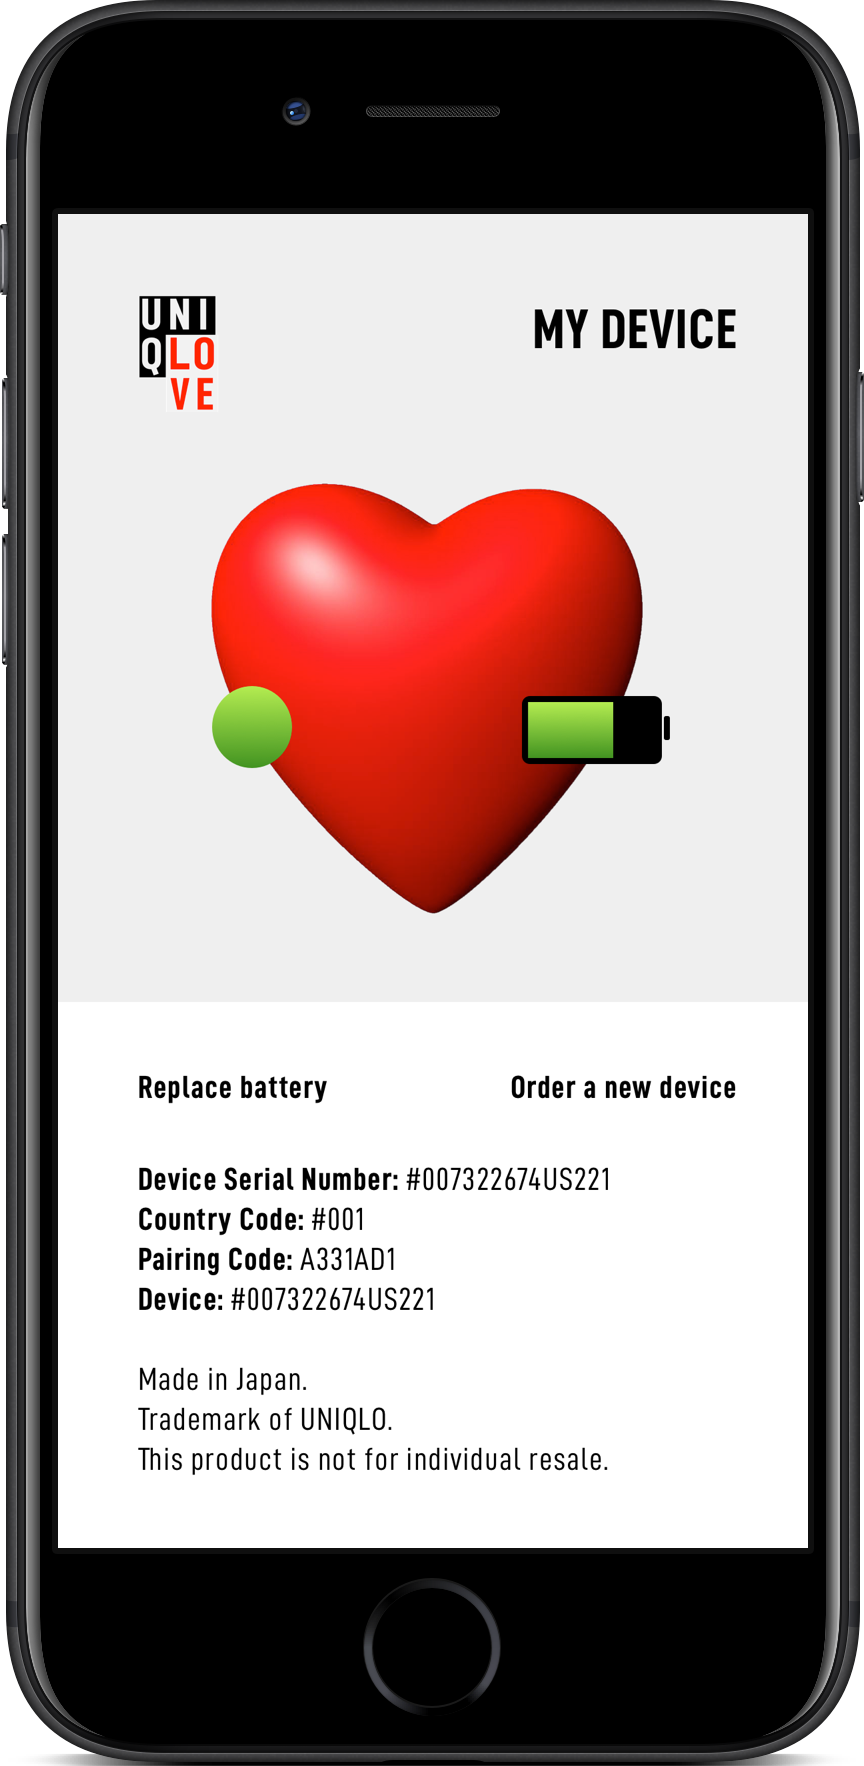 UNI
QLO
VE
MY DEVICE
Replace battery
Order a new device
Device Serial Number: #007322674US221
Country Code: #001
Pairing Code: A331AD1
Device: #007322674US221
Made in Japan.
Trademark of UNIQLO.
This product is not for individual resale.